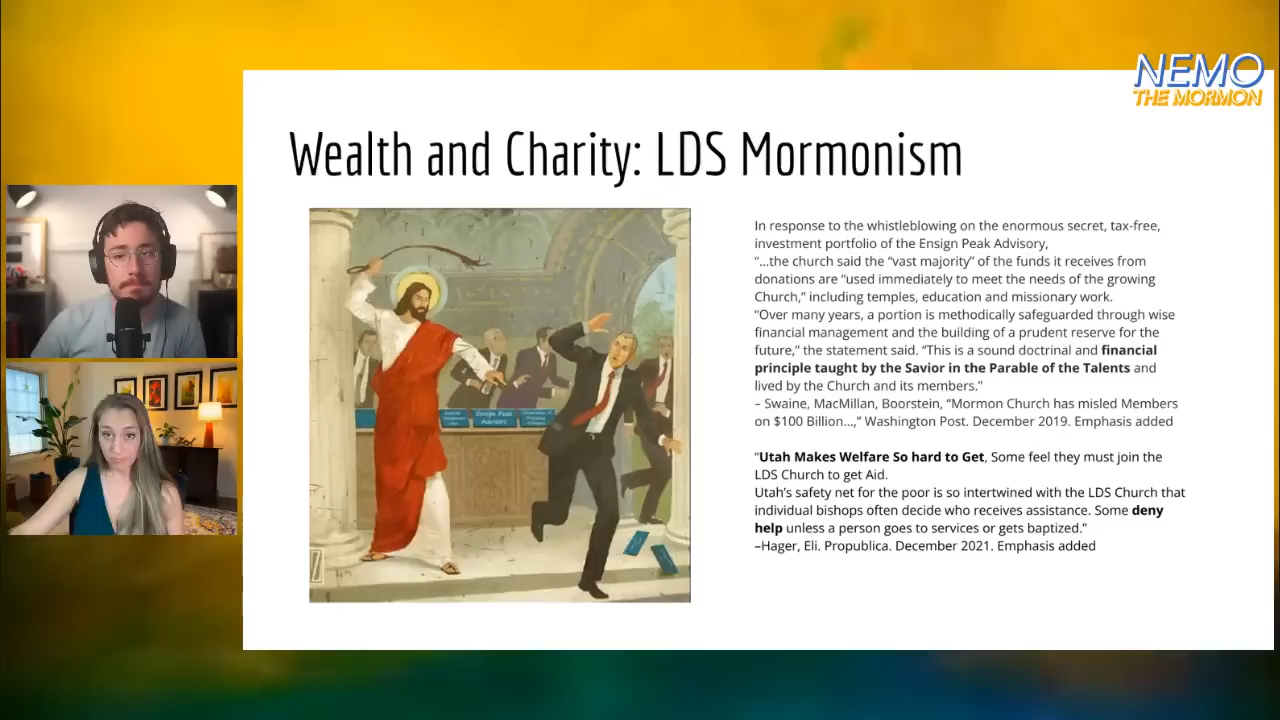 NEMO
THE MORMON
Wealth and Charity: LDS Mormonism
In response to the whistleblowing on the enormous secret, tax-free,
investment portfolio of the Ensign Peak Advisory,
“...the church said the “vast majority” of the funds it receives from
donations are “used immediately to meet the needs of the growing
Church,” including temples, education and missionary work.
“Over many years, a portion is methodically safeguarded through wise
financial management and the building of a prudent reserve for the
future,” the statement said. “This is a sound doctrinal and financial
principle taught by the Savior in the Parable of the Talents and
lived by the Church and its members.”
– Swaine, MacMillan, Boorstein, “Mormon Church has misled Members
on $100 Billion...,” Washington Post. December 2019. Emphasis added
“Utah Makes Welfare So hard to Get, Some feel they must join the
LDS Church to get Aid.
Utah’s safety net for the poor is so intertwined with the LDS Church that
individual bishops often decide who receives assistance. Some deny
help unless a person goes to services or gets baptized.”
–Hager, Eli. Propublica. December 2021. Emphasis added
Ensign Peak
Advisors